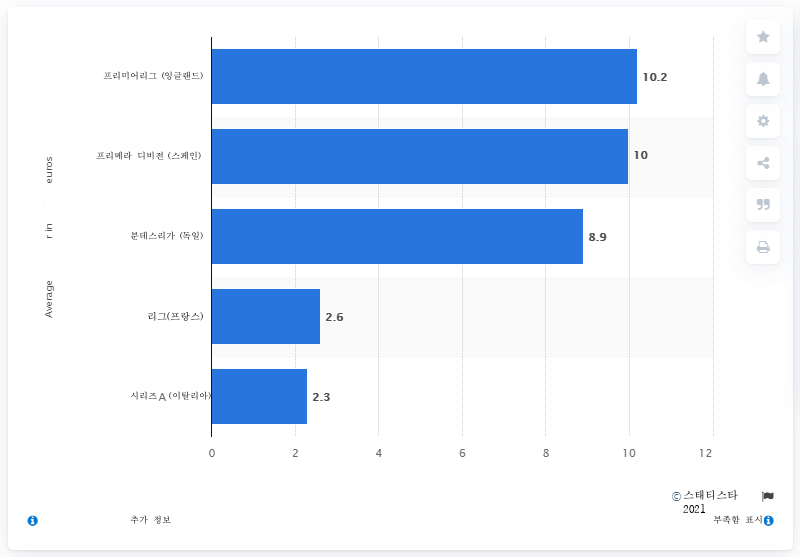 프리미어리그 (잉글랜드)
10.2
프리메라 디비전 (스페인)
10
분데스리가 (독일)
8.9
리그(프랑스)
2.6
시리즈 A (이탈리아)
2.3
Average r in euros
0 2 4 6 8 10 12
© 스태티스타
2021
추가 정보
부족함 표시